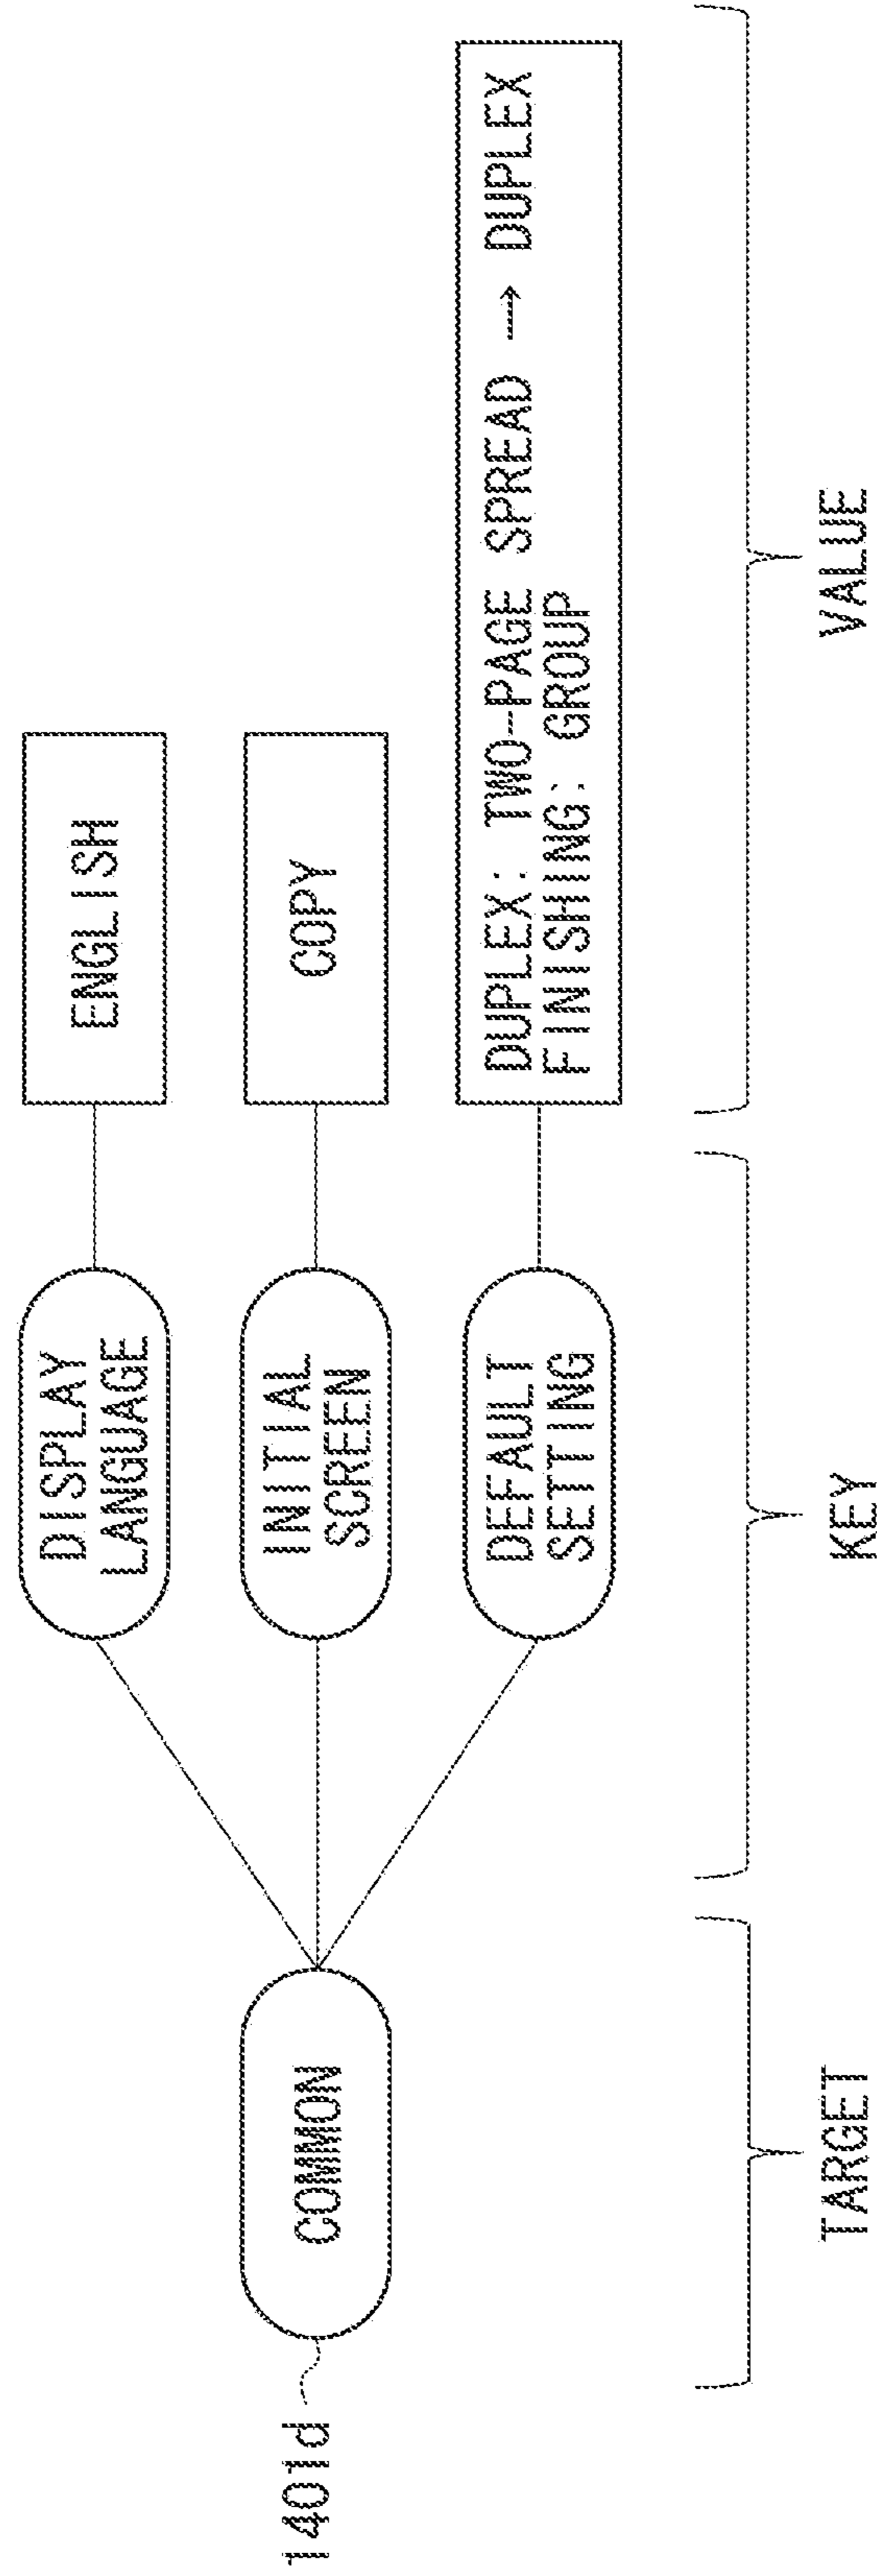 1401d
COMMON
DISPLAY
LANGUAGE
ENGLISH
INITIAL
SCREEN
COPY
DEFAULT
SETTING
DUPLEX: TWO-PAGE SPREAD → DUPLEX
FINISHING: GROUP
TARGET
KEY
VALUE